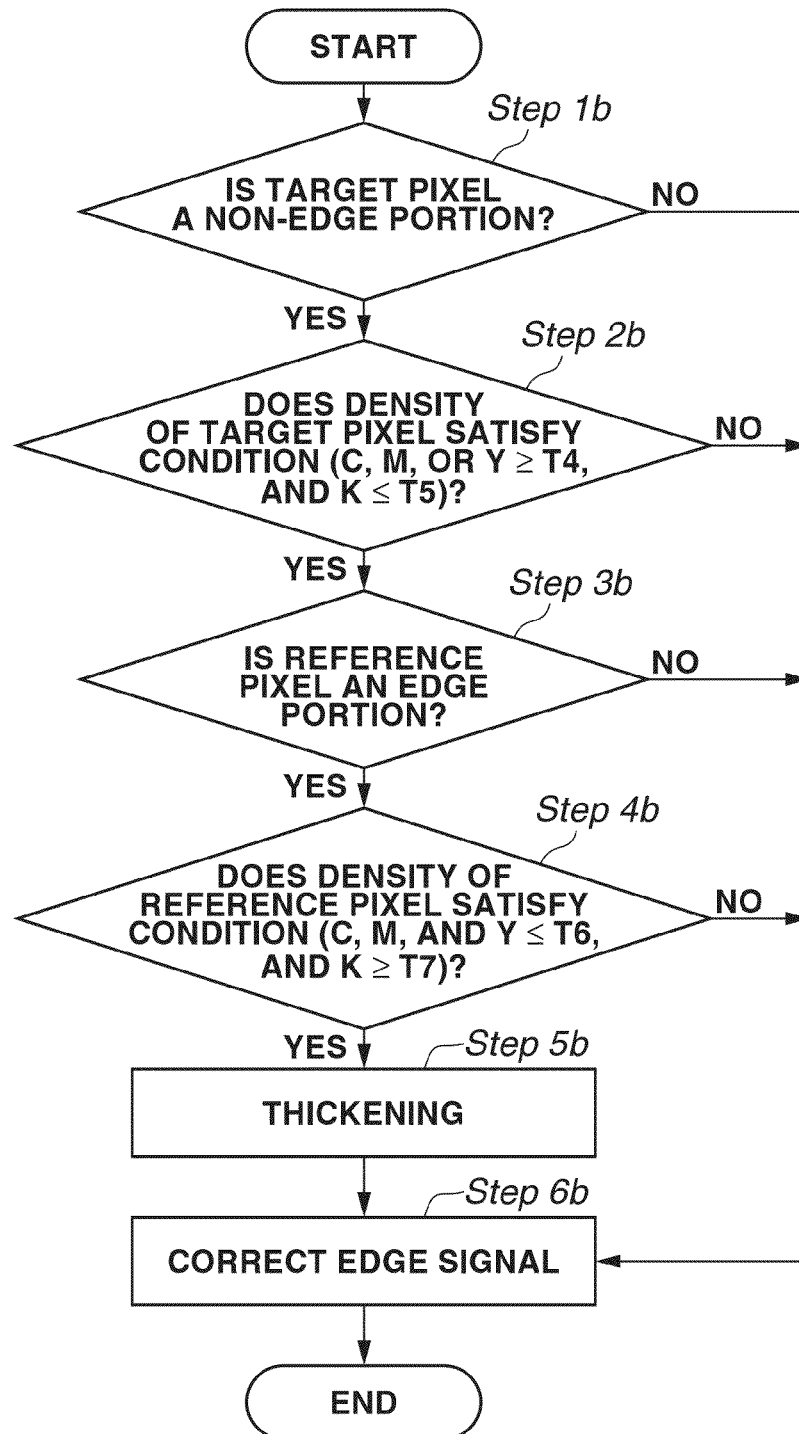 START
Step 1b
IS TARGET PIXEL
A NON-EDGE PORTION?
NO
YES
Step 2b
DOES DENSITY
OF TARGET PIXEL SATISFY
CONDITION (C, M, OR Y ≥ T4,
AND K ≤ T5)?
NO
YES
Step 3b
IS REFERENCE
PIXEL AN EDGE
PORTION?
NO
YES
Step 4b
DOES DENSITY OF
REFERENCE PIXEL SATISFY
CONDITION (C, M, AND Y ≤ T6,
AND K ≥ T7)?
NO
YES
Step 5b
THICKENING
Step 6b
CORRECT EDGE SIGNAL
END